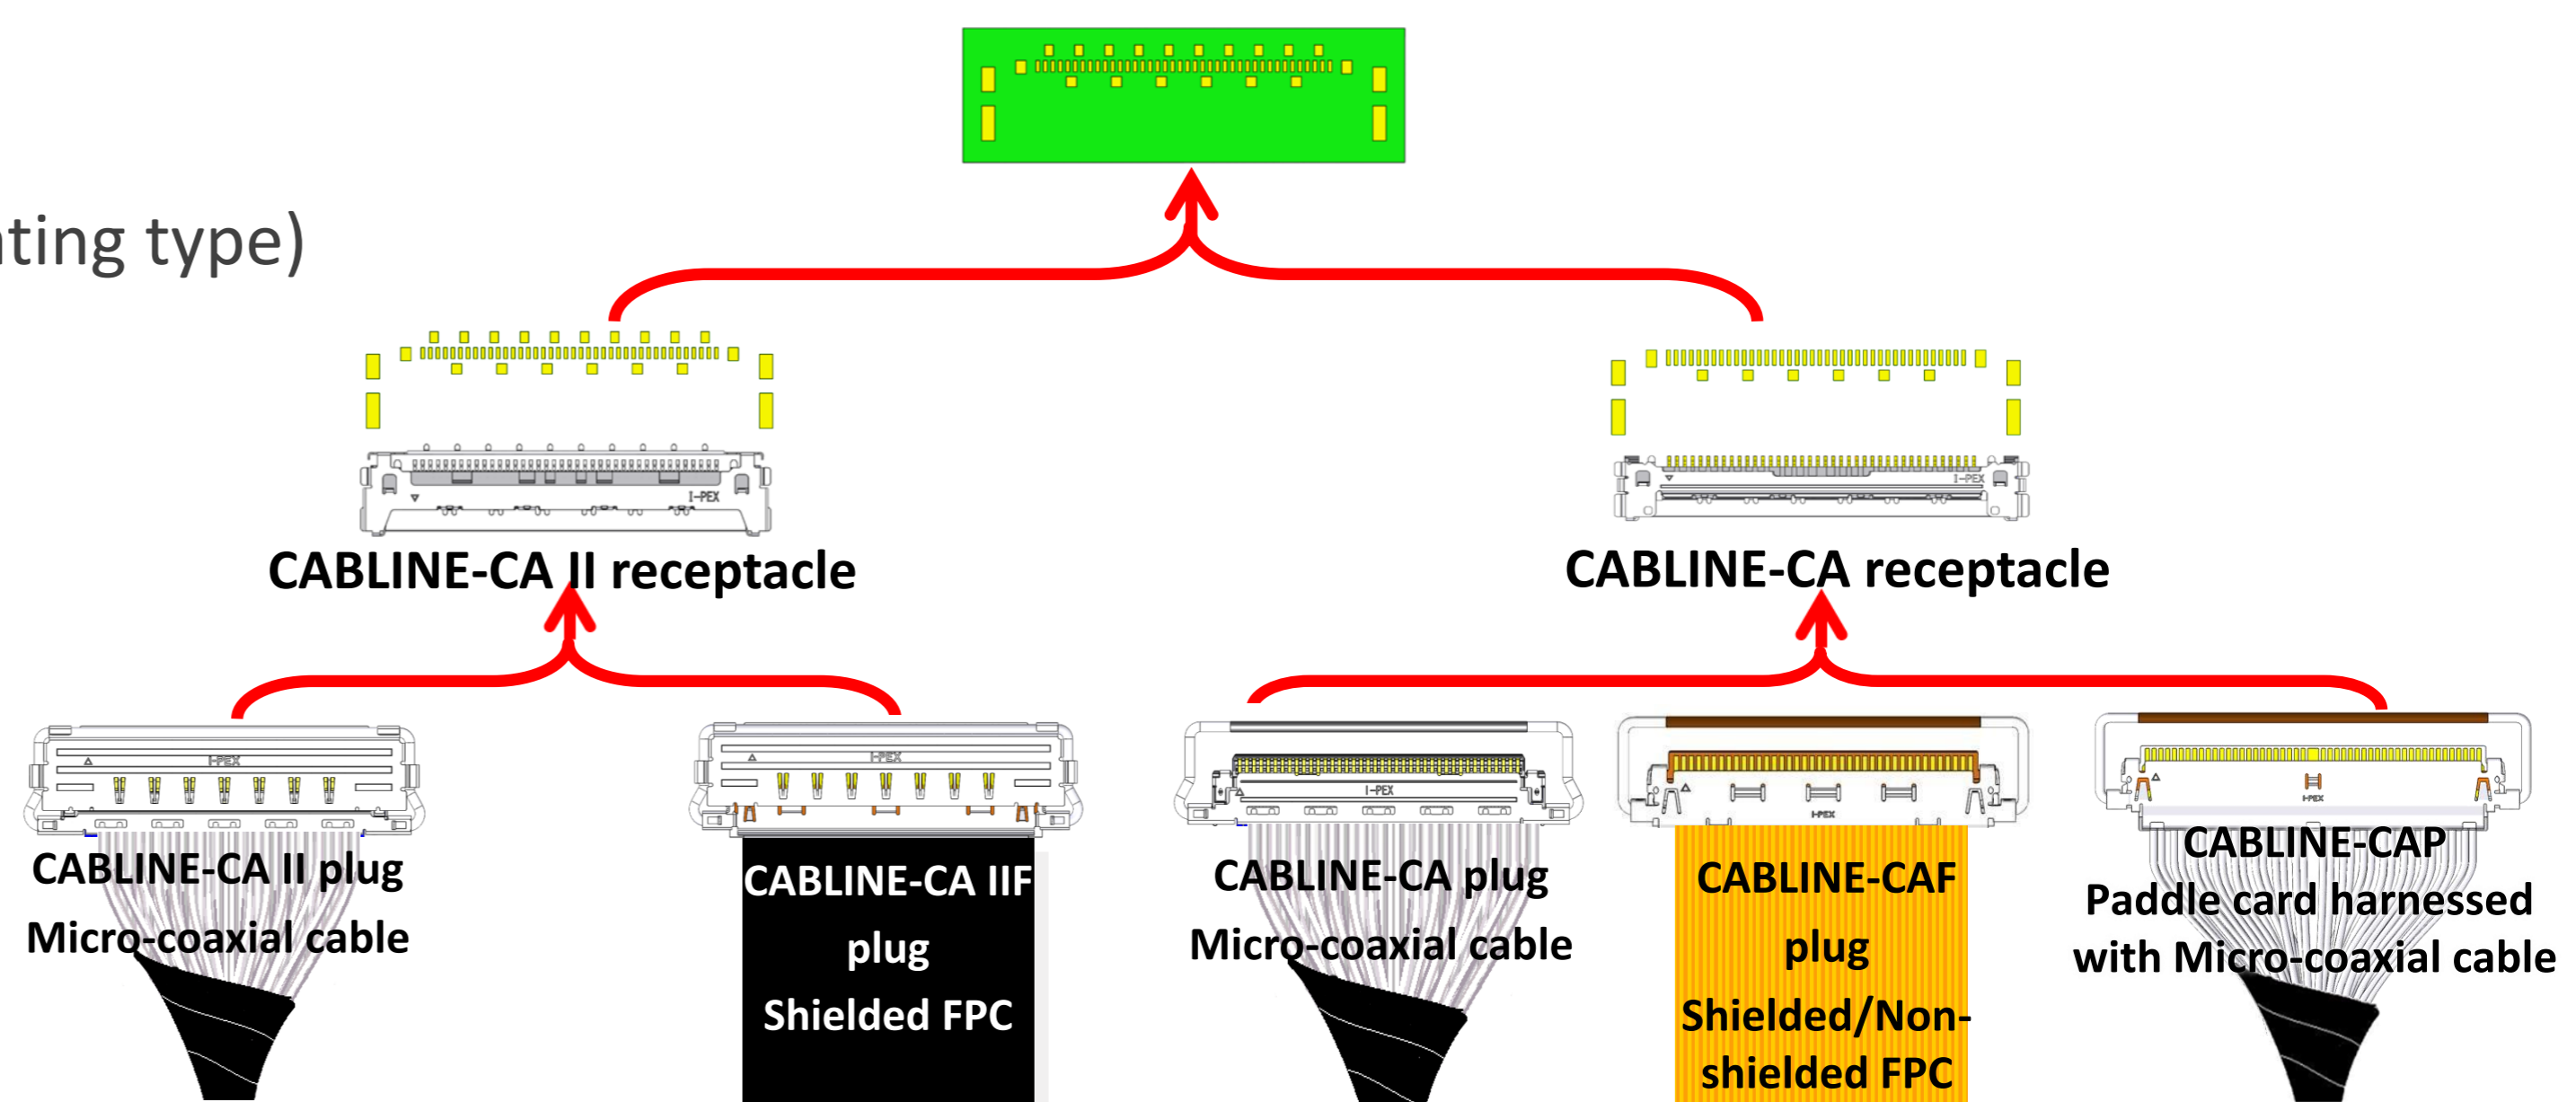 ting type)
I-PEX
I-PEX
CABLINE-CA II receptacle
CABLINE-CA receptacle
I-PEX
I-PEX
I-PEX
I-PEX
I-PEX
CABLINE-CA II plug
Micro-coaxial cable
CABLINE-CA IIF
plug
Shielded FPC
CABLINE-CA plug
Micro-coaxial cable
CABLINE-CAF
plug
Shielded/Non-
shielded FPC
CABLINE-CAP
Paddle card harnessed
with Micro-coaxial cable